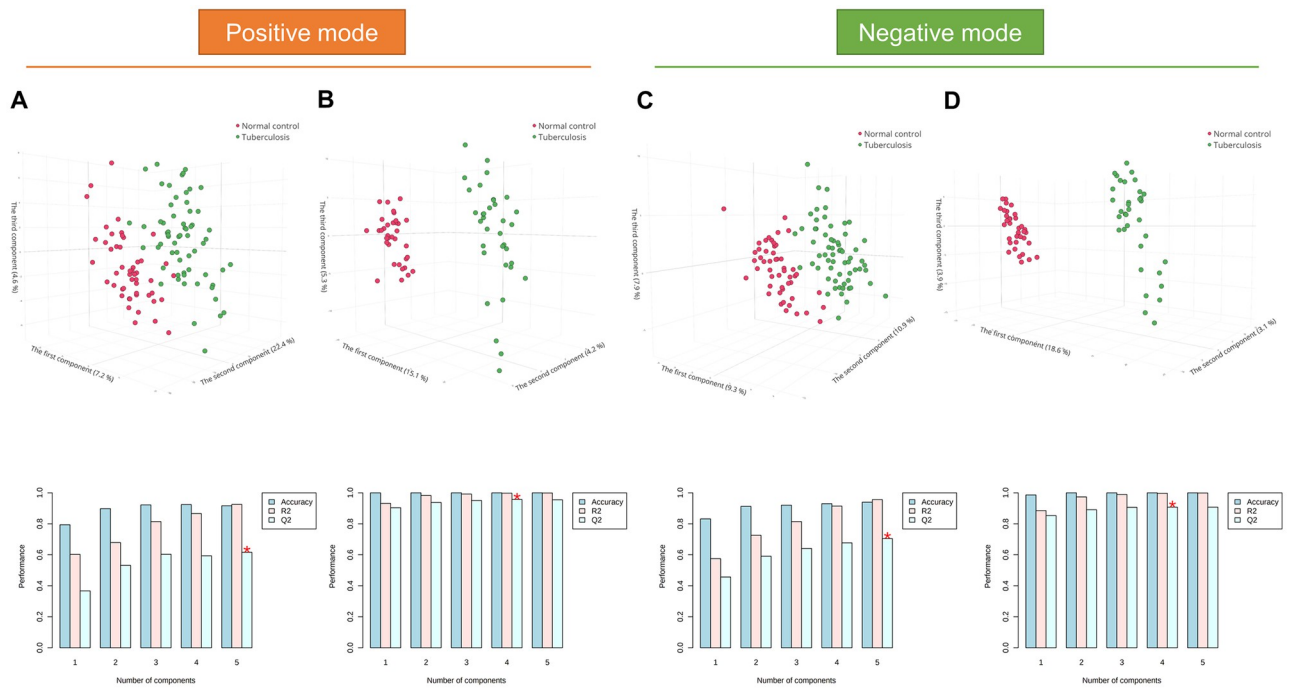 Positive mode
Negative mode
A
B
C
D
Normal control
Tuberculosis
The third component (4.6 %)
The first component (7.2 %)
The second component (22.4 %)
Normal control
Tuberculosis
The third component (5.3 %)
The first component (15.1 %)
The second component (4.2 %)
Normal control
Tuberculosis
The third component (7.9 %)
The first component (9.3 %)
The second component (10.9 %)
Normal control
Tuberculosis
The third component (3.9 %)
The first component (18.6 %)
The second component (3.1 %)
Performance
0.0 0.2 0.4 0.6 0.8 1.0
Accuracy
R2
Q2
*
1 2 3 4 5
Number of components
Performance
0.0 0.2 0.4 0.6 0.8 1.0
Accuracy
R2
Q2
*
1 2 3 4 5
Number of components
Performance
0.0 0.2 0.4 0.6 0.8 1.0
Accuracy
R2
Q2
*
1 2 3 4 5
Number of components
Performance
0.0 0.2 0.4 0.6 0.8 1.0
Accuracy
R2
Q2
*
1 2 3 4 5
Number of components